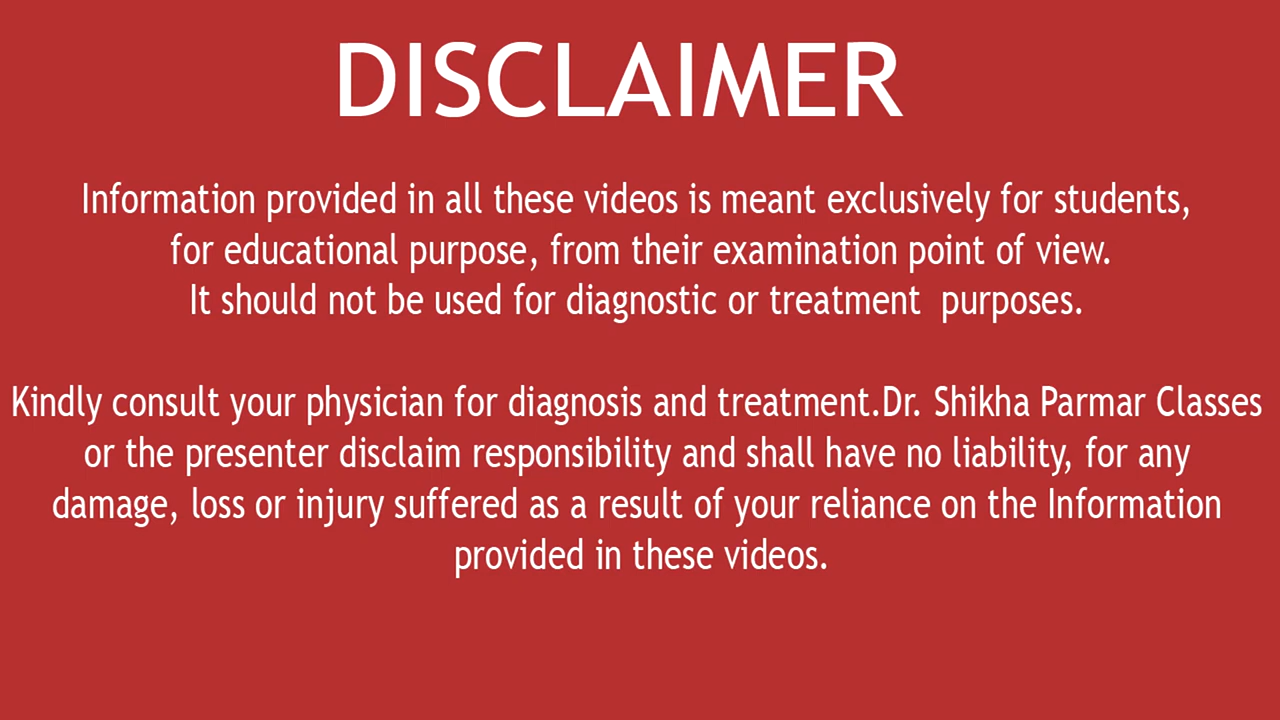 DISCLAIMER
Information provided in all these videos is meant exclusively for students,
for educational purpose, from their examination point of view.
It should not be used for diagnostic or treatment  purposes.
Kindly consult your physician for diagnosis and treatment.Dr. Shikha Parmar Classes
or the presenter disclaim responsibility and shall have no liability, for any
damage, loss or injury suffered as a result of your reliance on the Information
provided in these videos.